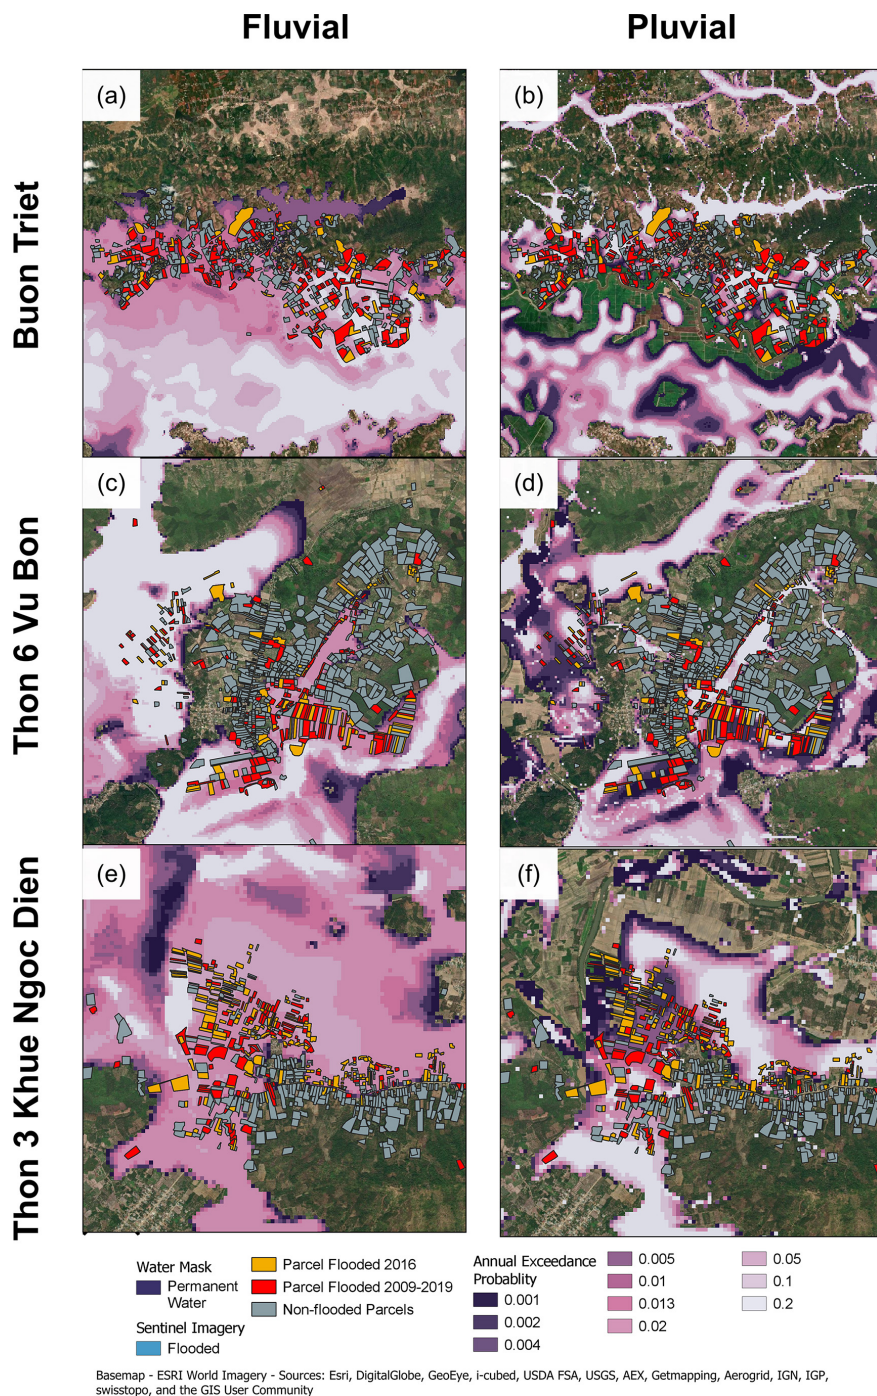 Fluvial
Pluvial
Buon Triet
(a)
(b)
Thon 6 Vu Bon
(c)
(d)
Thon 3 Khue Ngoc Dien
(e)
(f)
Water Mask
Permanent
Water
Sentinel Imagery
Flooded
Parcel Flooded 2016
Parcel Flooded 2009-2019
Non-flooded Parcels
Annual Exceedance
Probablity
0.001
0.002
0.004
0.005
0.01
0.013
0.02
0.05
0.1
0.2
Basemap - ESRI World Imagery - Sources: Esri, DigitalGlobe, GeoEye, i-cubed, USDA FSA, USGS, AEX, Getmapping, Aerogrid, IGN, IGP,
swisstopo, and the GIS User Community